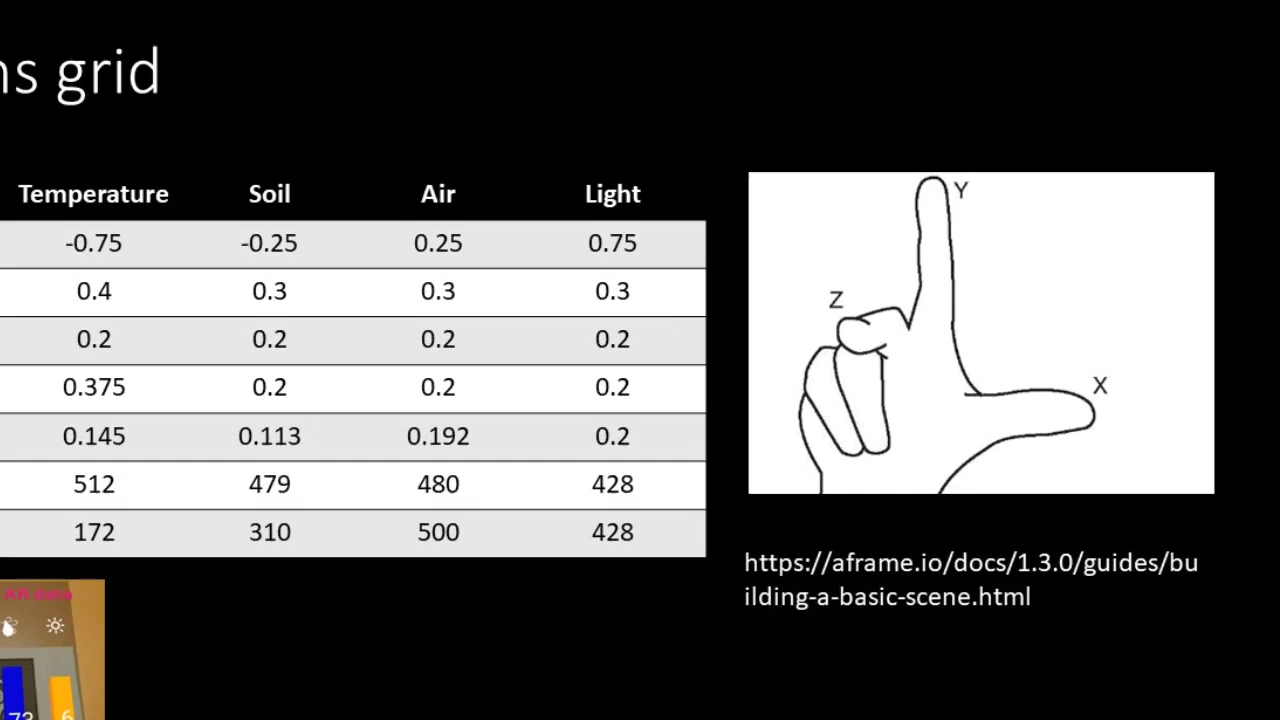 grid
Temperature Soil Air Light
-0.75 -0.25 0.25 0.75
0.4 0.3 0.3 0.3
0.2 0.2 0.2 0.2
0.375 0.2 0.2 0.2
0.145 0.113 0.192 0.2
512 479 480 428
172 310 500 428
Y
Z
X
https://aframe.io/docs/1.3.0/guides/bu
ilding-a-basic-scene.html
AR data